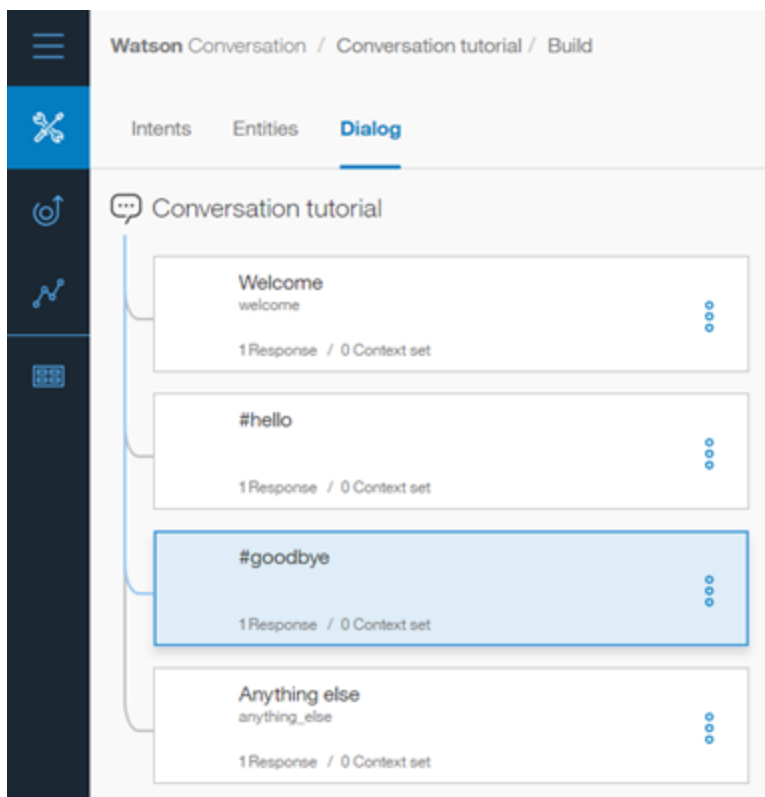 Watson Conversation / Conversation tutorial / Build
Intents Entities Dialog
Conversation tutorial
Welcome
welcome
1 Response / 0 Context set
#hello
1 Response / 0 Context set
#goodbye
1 Response / 0 Context set
Anything else
anything_else
1 Response / 0 Context set